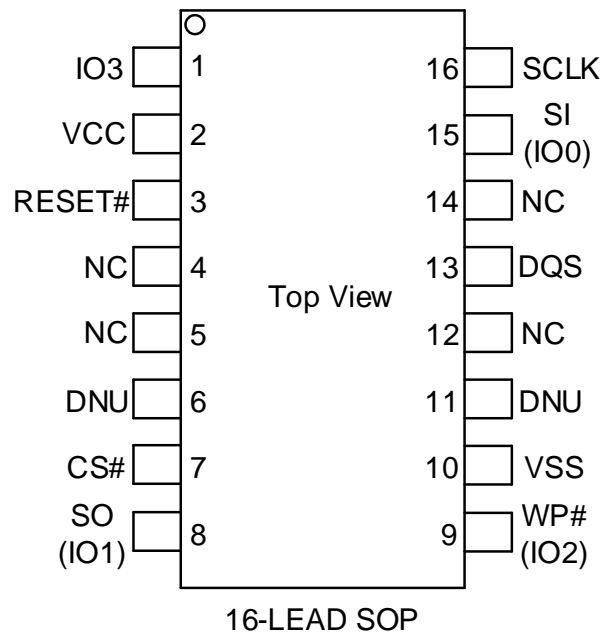 IO3 1 16 SCLK
VCC 2 15 SI
(IO0)
RESET# 3 14 NC
NC 4 13 DQS
Top View
NC 5 12 NC
DNU 6 11 DNU
CS# 7 10 VSS
SO 8 9 WP#
(IO1) (IO2)
16-LEAD SOP